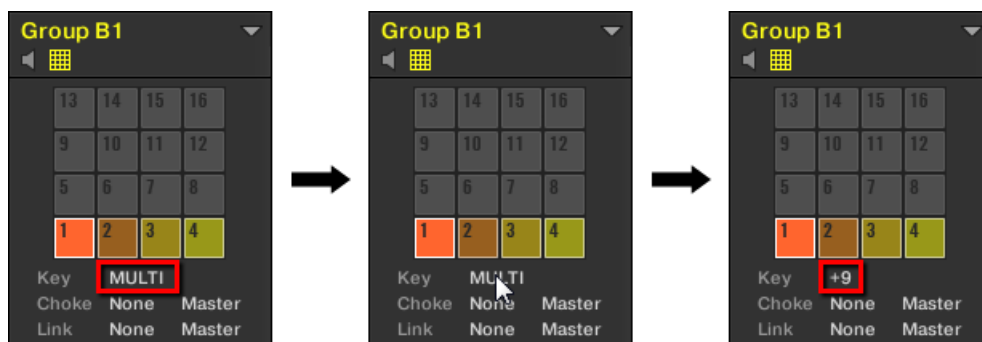 Group B1
13 14 15 16
9 10 11 12
5 6 7 8
1 2 3 4
Key MULTI
Choke None Master
Link None Master
Group B1
13 14 15 16
9 10 11 12
5 6 7 8
1 2 3 4
Key MULTI
Choke None Master
Link None Master
Group B1
13 14 15 16
9 10 11 12
5 6 7 8
1 2 3 4
Key +9
Choke None Master
Link None Master